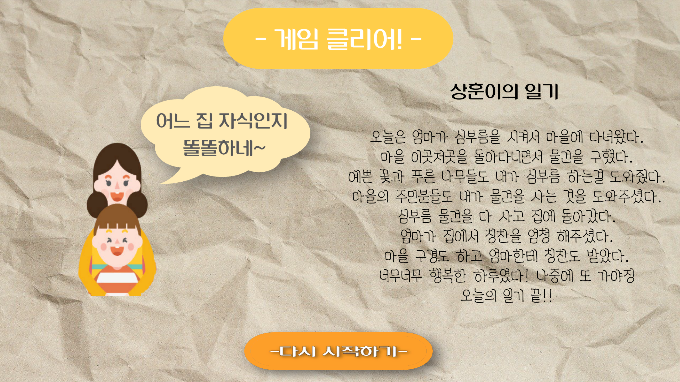 - 게임 클리어! -
상훈이의 일기
어느 집 자식인지
똘똘하네~
오늘은 엄마가 심부름을 시켜서 마을에 다녀왔다.
마을 이곳저곳을 돌아다니면서 물건을 구했다.
예쁜 꽃과 푸른 나무들도 내가 심부름 하는걸 도와줬다.
마을의 주민분들도 내가 물건을 사는 것을 도와주셨다.
심부름 물건을 다 사고 집에 돌아갔다.
엄마가 집에서 칭찬을 엄청 해주셨다.
마을 구경도 하고 엄마한테 칭찬도 받았다.
너무너무 행복한 하루였다! 나중에 또 가야징
오늘의 일기 끝!!
-다시 시작하기-